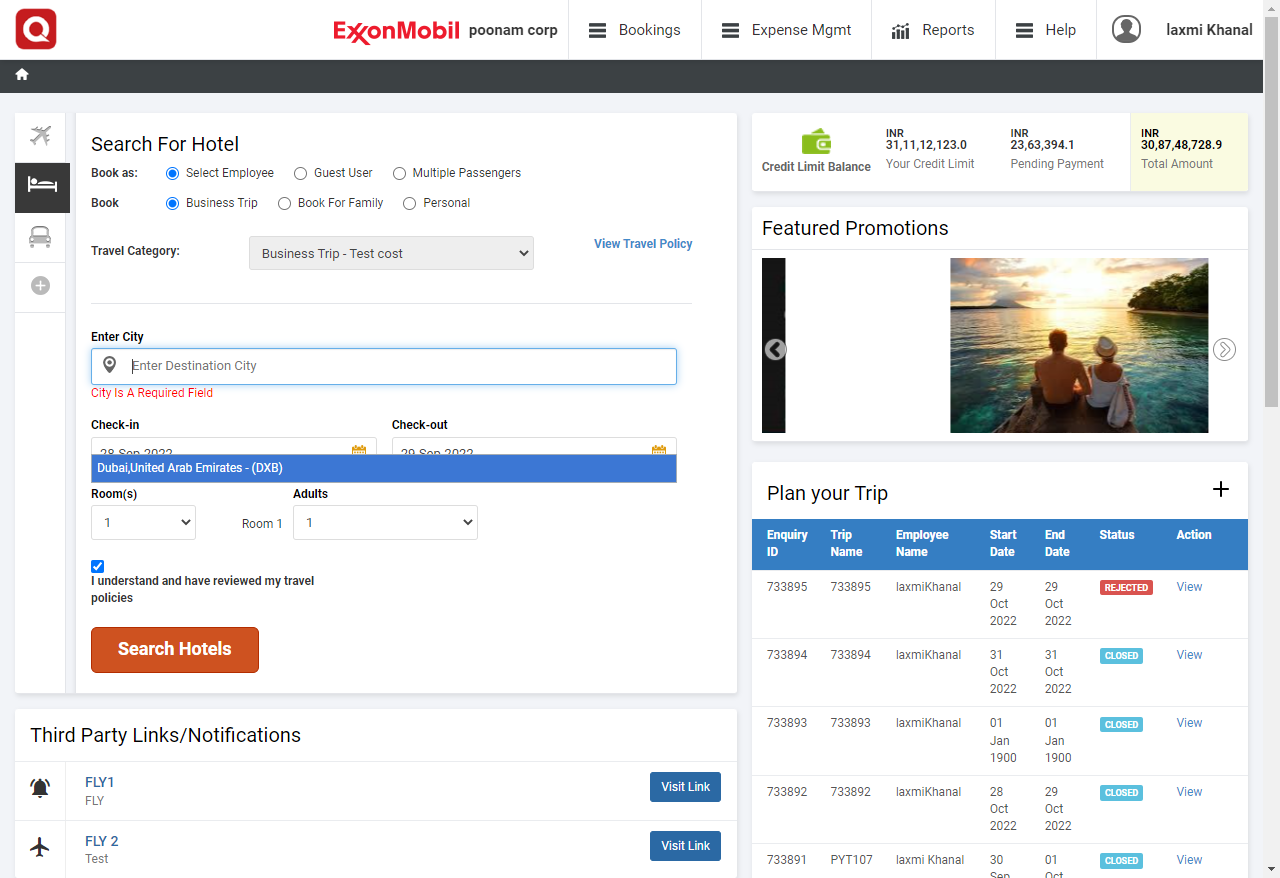 ExxonMobil poonam corp
Bookings
Expense Mgmt
Reports
Help
laxmi Khanal
Search For Hotel
Book as:
Select Employee
Guest User
Multiple Passengers
Book
Business Trip
Book For Family
Personal
Travel Category:
Business Trip - Test cost
View Travel Policy
Enter City
Enter Destination City
City Is A Required Field
Check-in
Check-out
28 Sep 2022
29 Sep 2022
Dubai,United Arab Emirates - (DXB)
Room(s)
Adults
1
Room 1
1
I understand and have reviewed my travel
policies
Search Hotels
Third Party Links/Notifications
FLY1
FLY
Visit Link
FLY 2
Test
Visit Link
Credit Limit Balance
INR
31,11,12,123.0
Your Credit Limit
INR
23,63,394.1
Pending Payment
INR
30,87,48,728.9
Total Amount
Featured Promotions
Plan your Trip
Enquiry ID Trip Name Employee Name Start Date End Date Status Action
733895 733895 laxmiKhanal 29 Oct 2022 29 Oct 2022 REJECTED View
733894 733894 laxmiKhanal 31 Oct 2022 31 Oct 2022 CLOSED View
733893 733893 laxmiKhanal 01 Jan 1900 01 Jan 1900 CLOSED View
733892 733892 laxmiKhanal 28 Oct 2022 29 Oct 2022 CLOSED View
733891 PYT107 laxmi Khanal 30 Sep 01 Oct CLOSED View